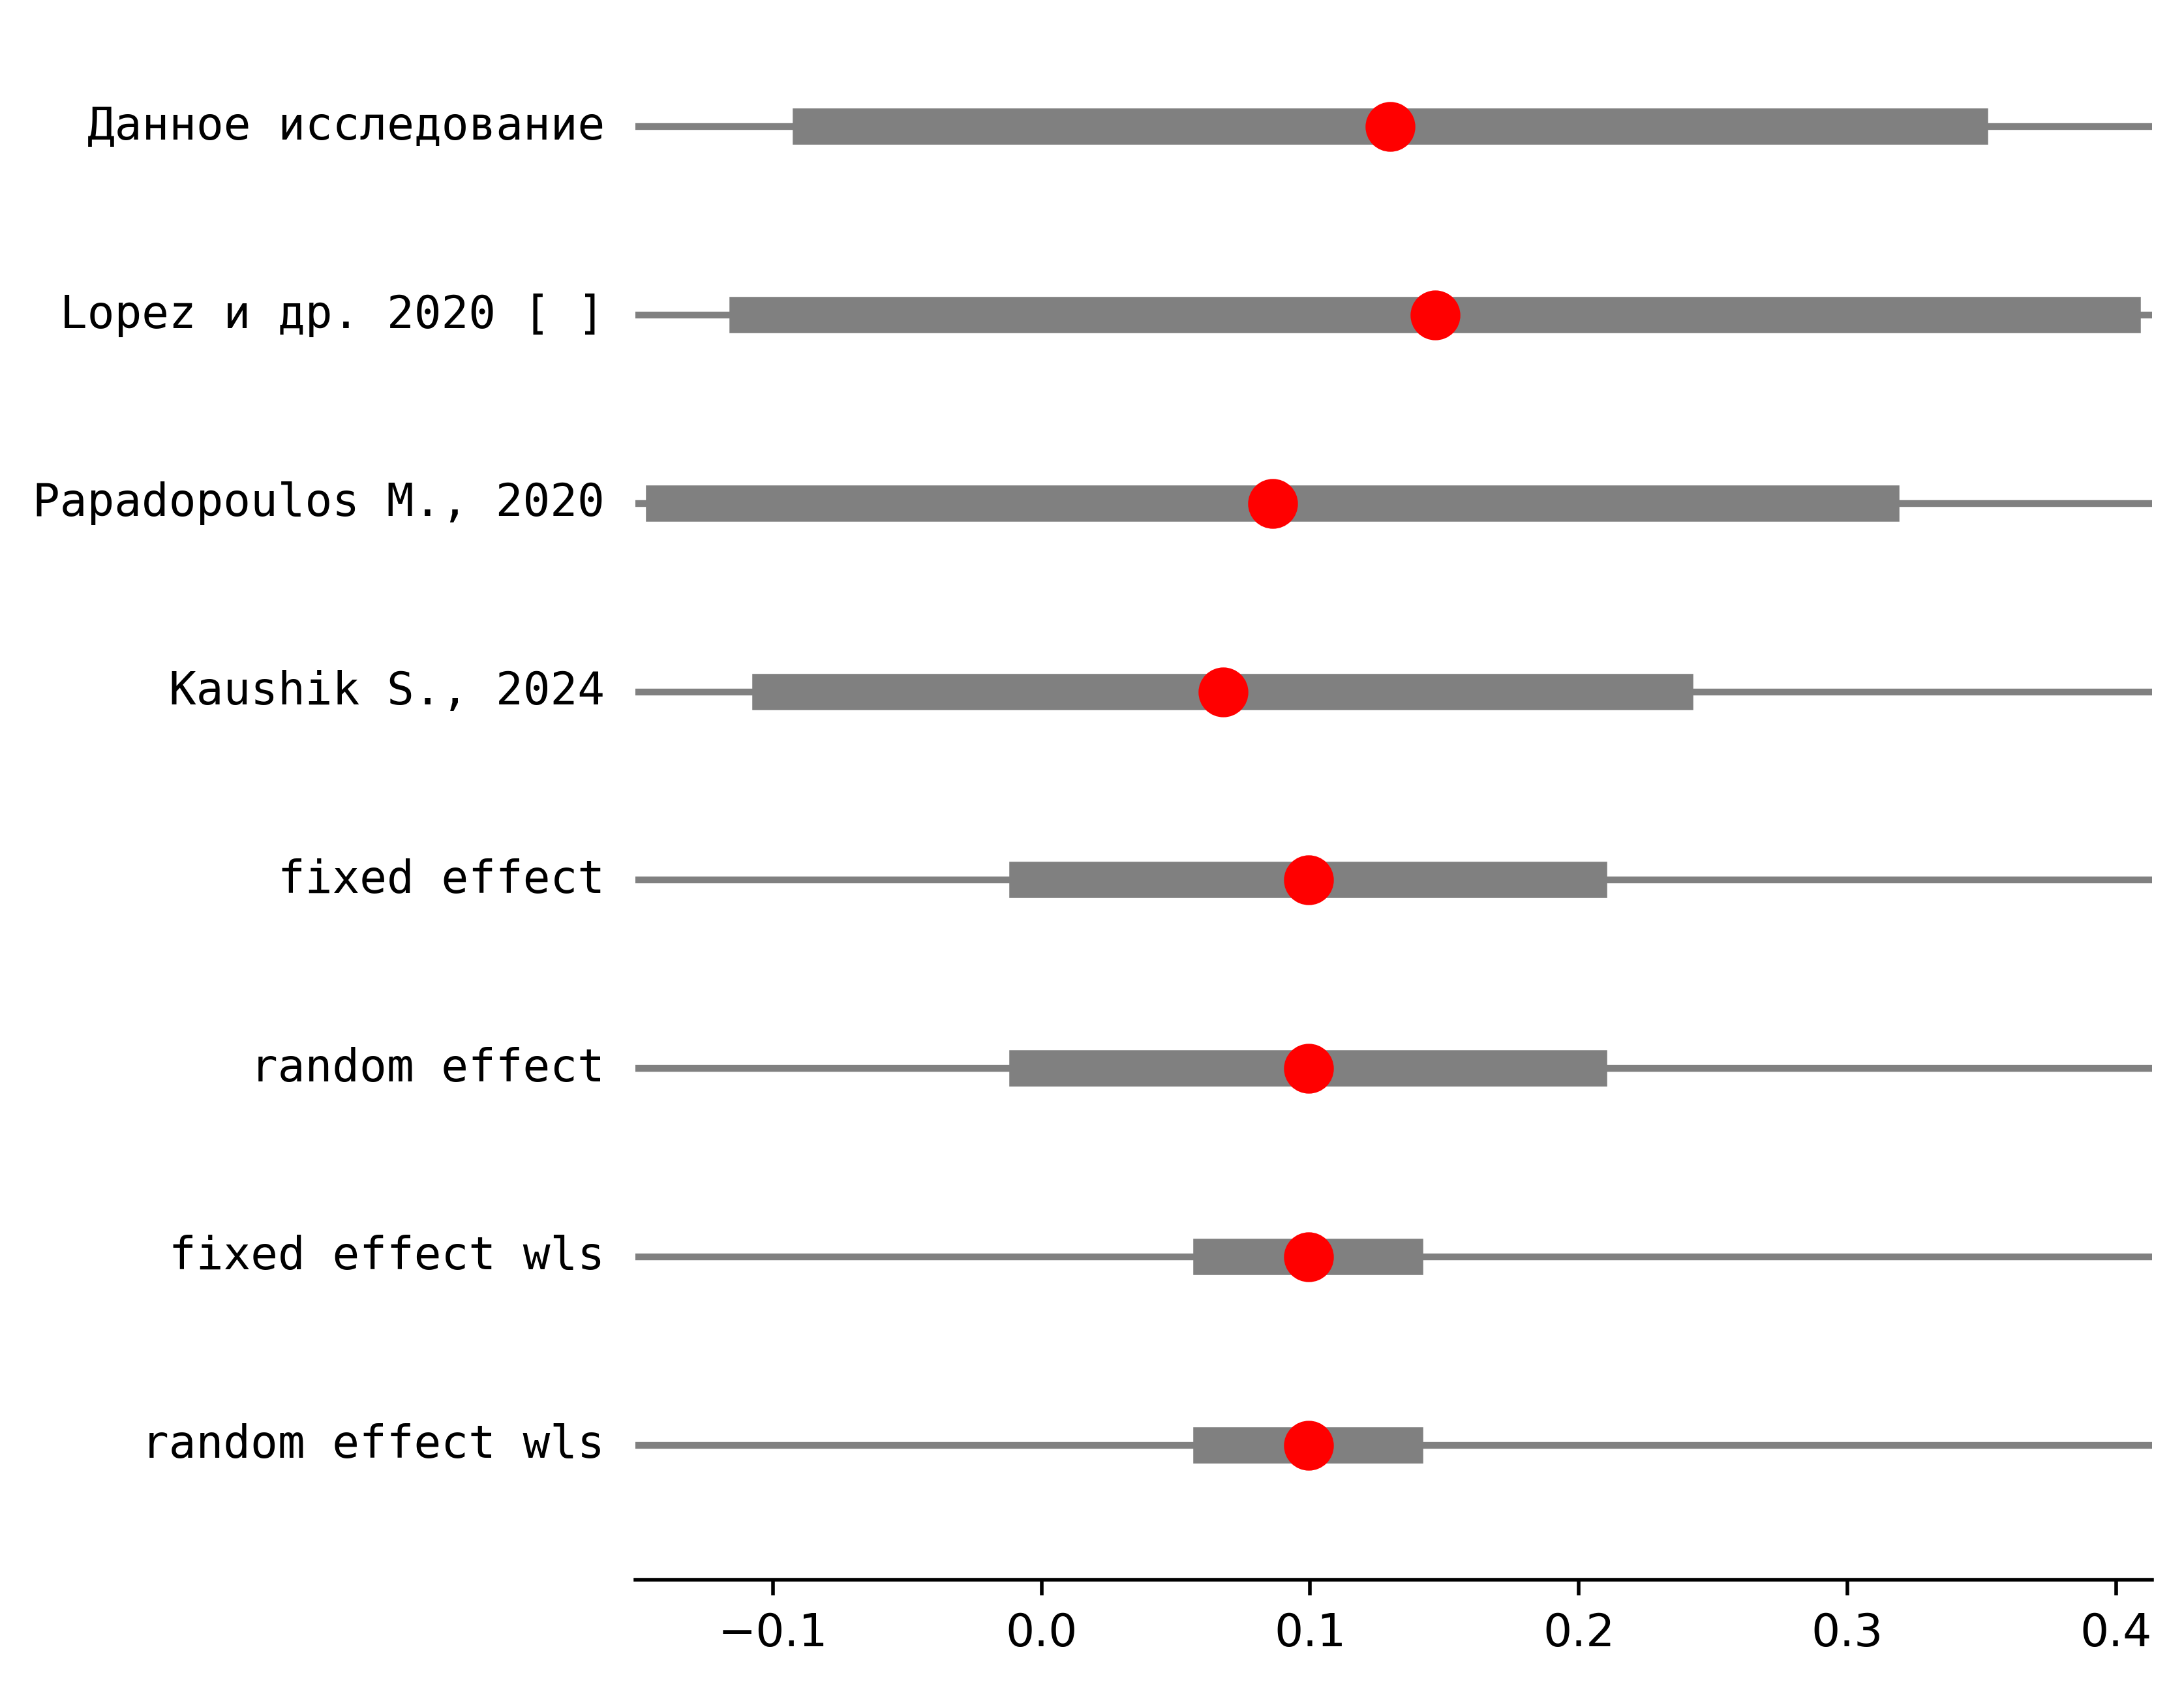 Данное исследование
Lopez и др. 2020 [ ]
Papadopoulos M., 2020
Kaushik S., 2024
fixed effect
random effect
fixed effect wls
random effect wls
−0.1 0.0 0.1 0.2 0.3 0.4